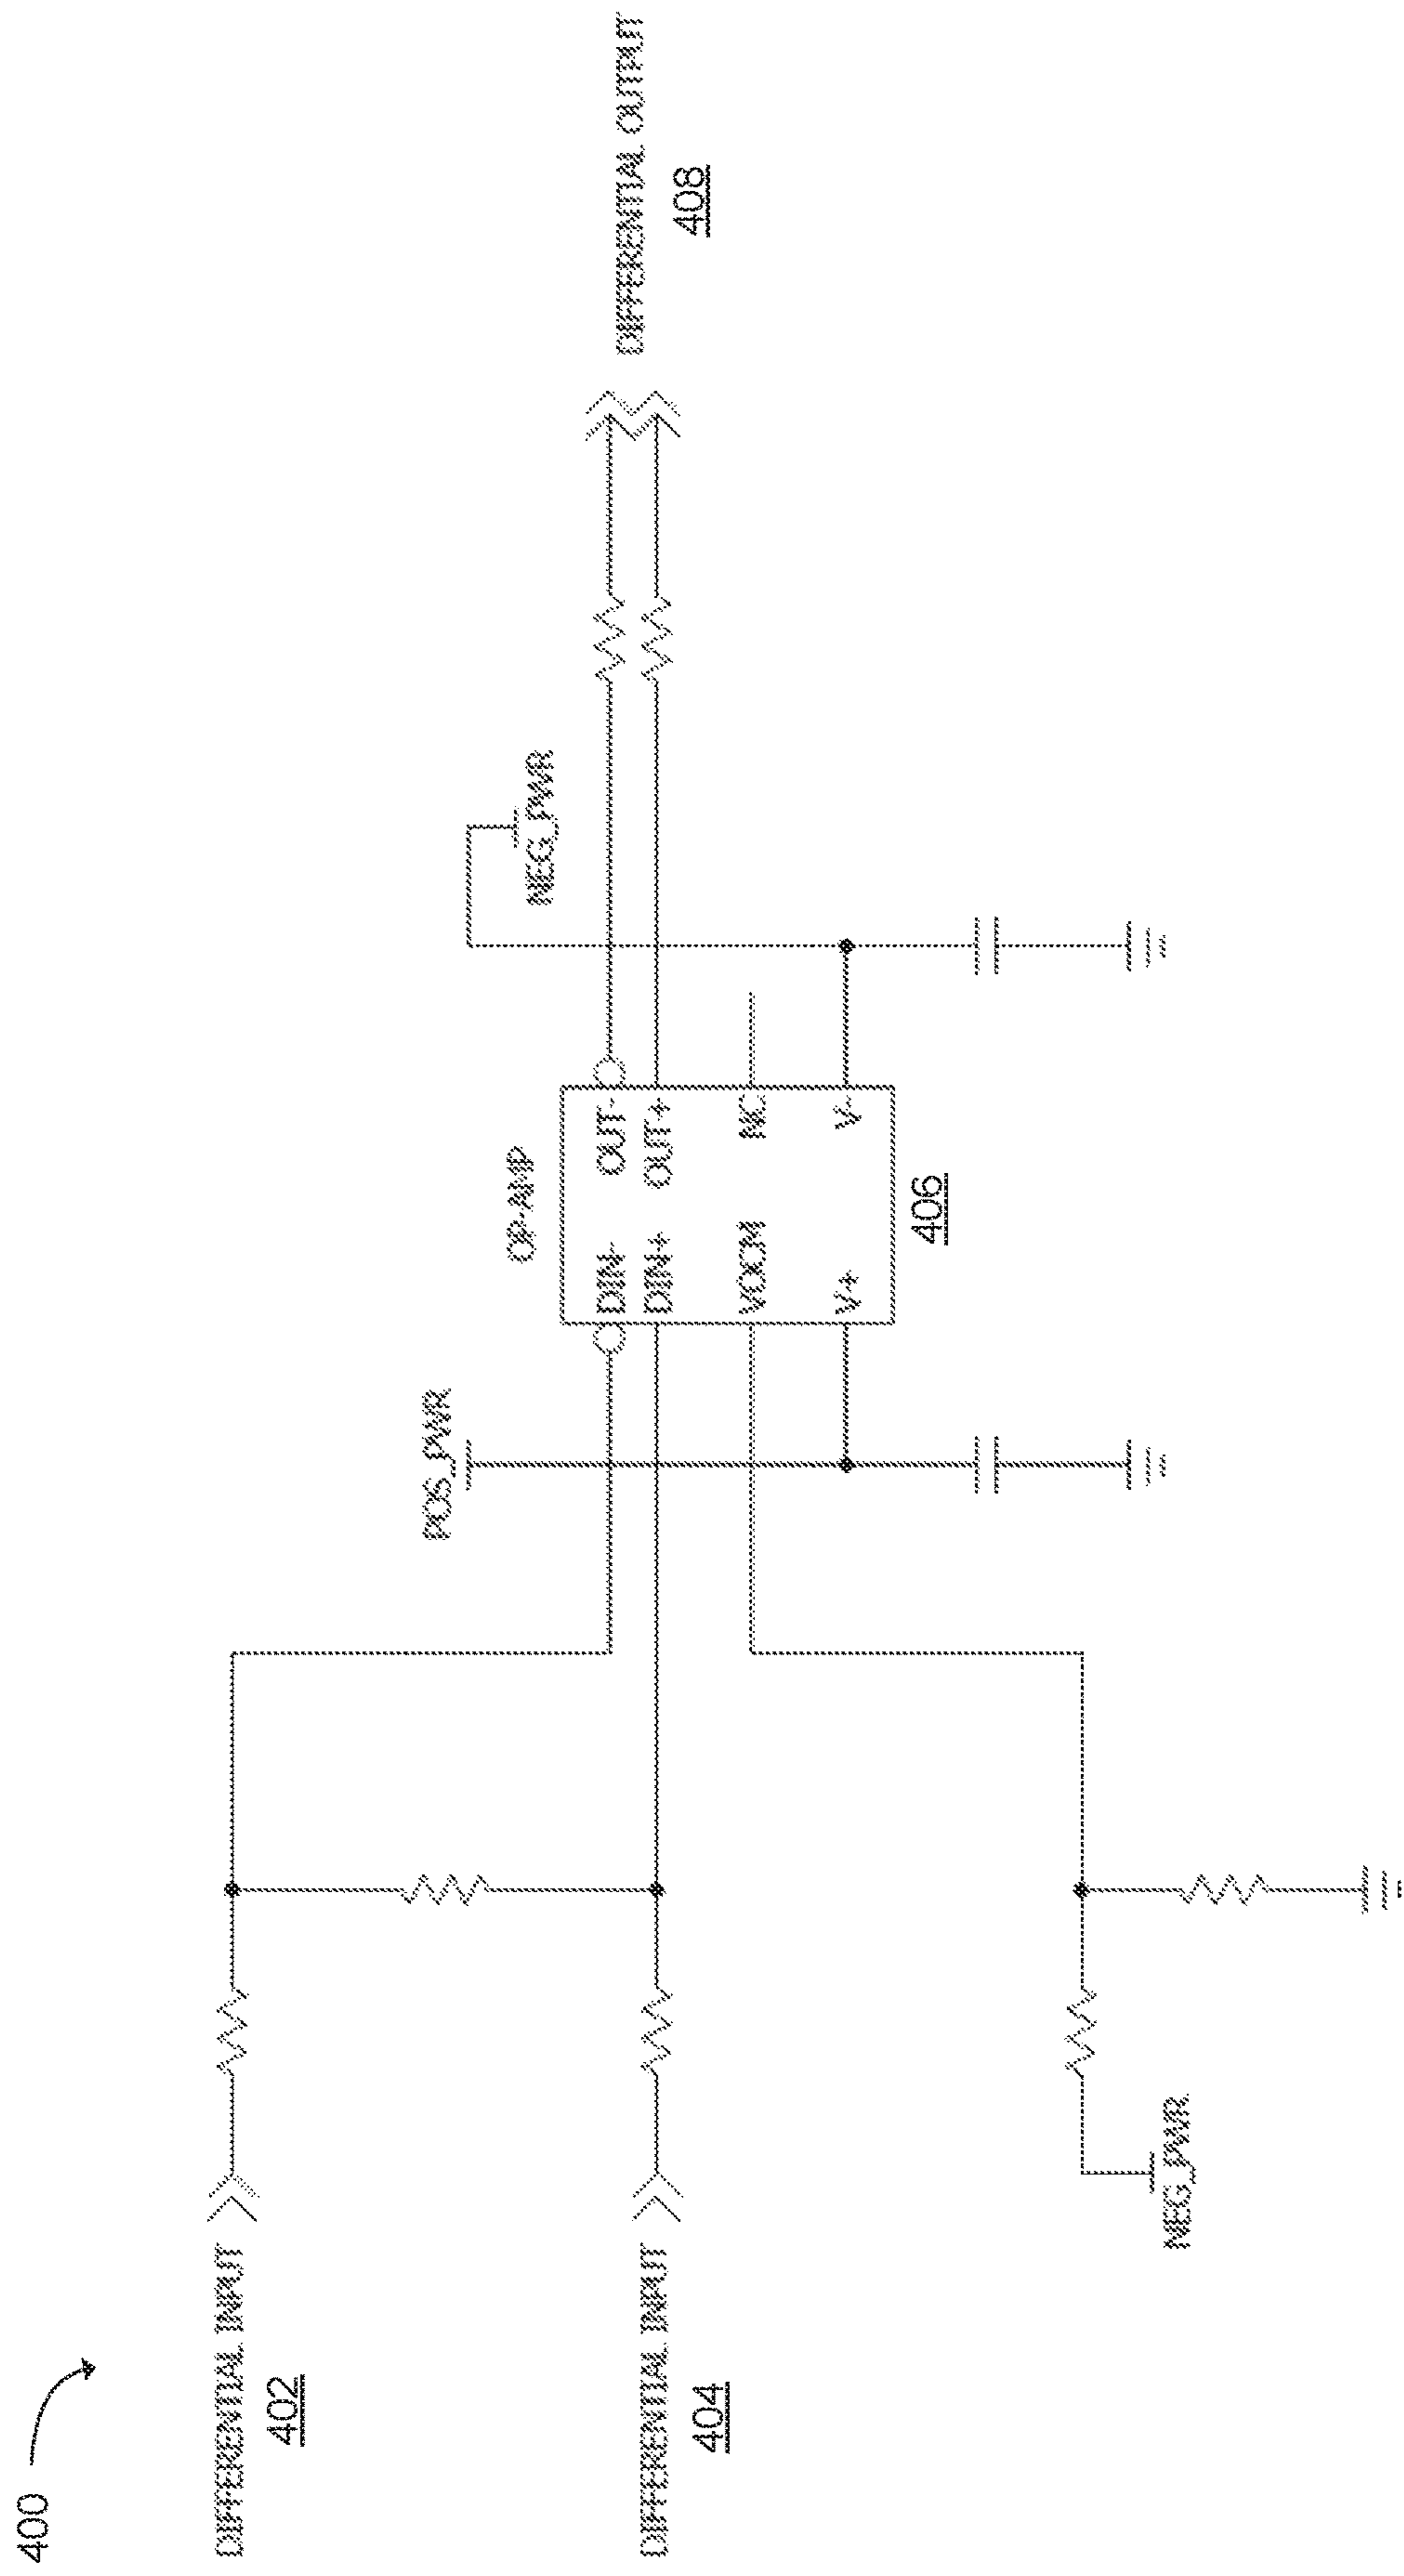 400
DIFFERENTIAL INPUT
402
DIFFERENTIAL INPUT
404
NEG_PWR
POS_PWR
OP-AMP
DIN-
OUT-
DIN+
OUT+
VOCM
NC
V+
V-
406
NEG_PWR
DIFFERENTIAL OUTPUT
408